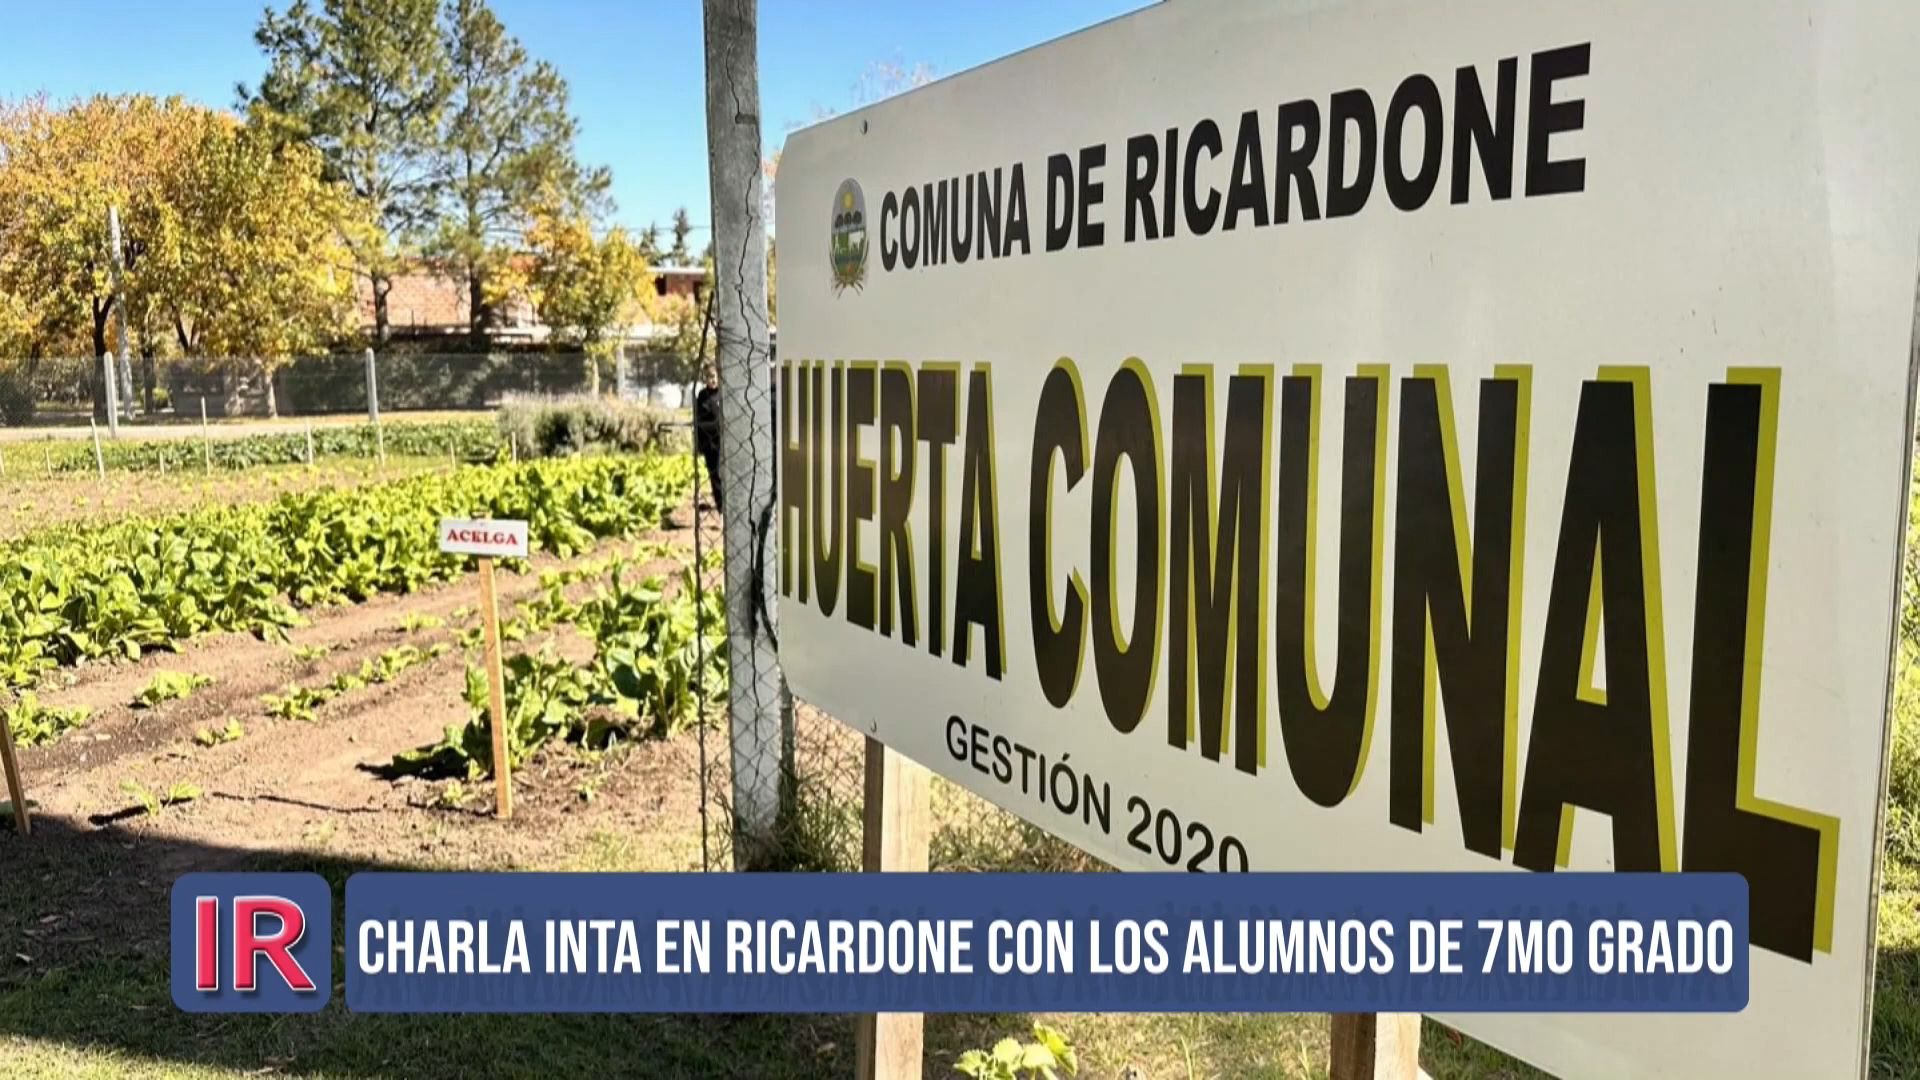 COMUNA DE RICARDONE
HUERTA COMUNAL
GESTIÓN 2020
ACELGA
IR
CHARLA INTA EN RICARDONE CON LOS ALUMNOS DE 7MO GRADO